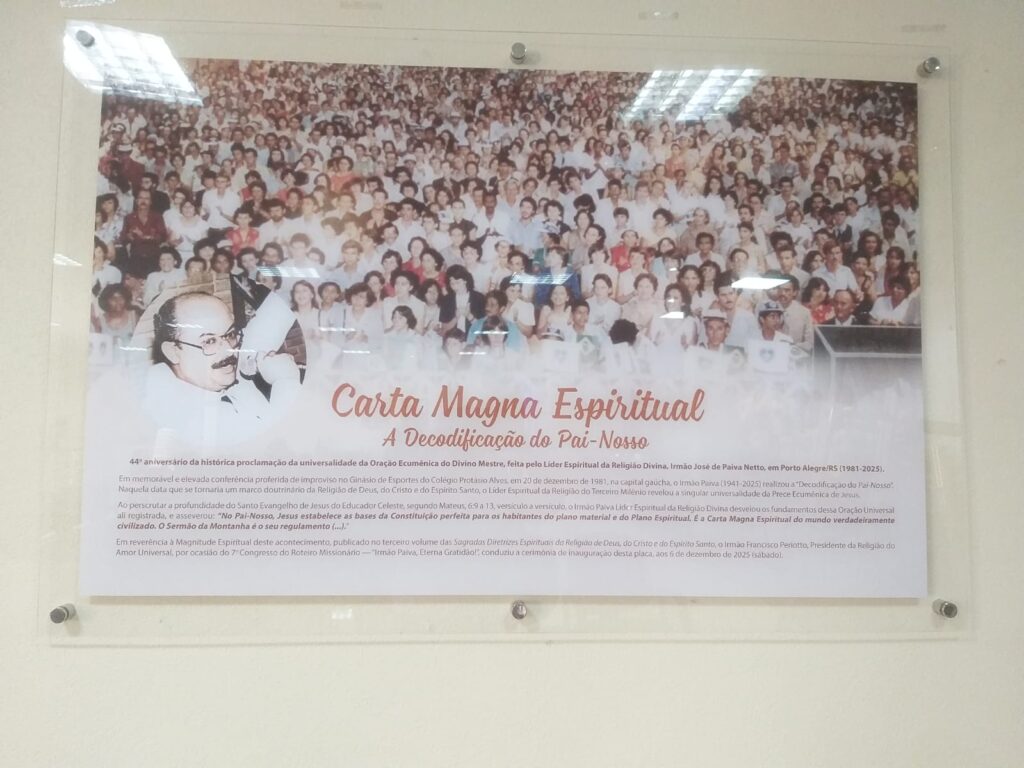 Carta Magna Espiritual
A Decodificação do Pai-Nosso
44º aniversário da histórica proclamação da universalidade da Oração Ecumênica do Divino Mestre, feita pelo Líder Espiritual da Religião Divina, Irmão José de Paiva Netto, em Porto Alegre/RS (1981-2025).
Em memorável e elevada conferência proferida de improviso no Ginásio de Esportes do Colégio Protásio Alves, em 20 de dezembro de 1981, na capital gaúcha, o Irmão Paiva (1941-2025) realizou a "Decodificação do Pai-Nosso".
Naquela data que se tornaria um marco doutrinário da Religião de Deus, do Cristo e do Espírito Santo, o Líder Espiritual da Religião do Terceiro Milênio revelou a singular universalidade da Prece Ecumênica de Jesus.
Ao perscrutar a profundidade do Santo Evangelho de Jesus do Educador Celeste, segundo Mateus, 6:9 a 13, versículo a versículo, o Irmão Paiva Líder Espiritual da Religião Divina desvelou os fundamentos dessa Oração Universal
ali registrada, e asseverou: "No Pai-Nosso, Jesus estabelece as bases da Constituição perfeita para os habitantes do plano material e do Plano Espiritual. É a Carta Magna Espiritual do mundo verdadeiramente
civilizado. O Sermão da Montanha é o seu regulamento (...)."
Em reverência à Magnitude Espiritual deste acontecimento, publicado no terceiro volume das Sagradas Diretrizes Espirituais da Religião de Deus, do Cristo e do Espírito Santo, o Irmão Francisco Periotto, Presidente da Religião do
Amor Universal, por ocasião do 7º Congresso do Roteiro Missionário — "Irmão Paiva, Eterna Gratidão!", conduziu a cerimônia de inauguração desta placa, aos 6 de dezembro de 2025 (sábado).